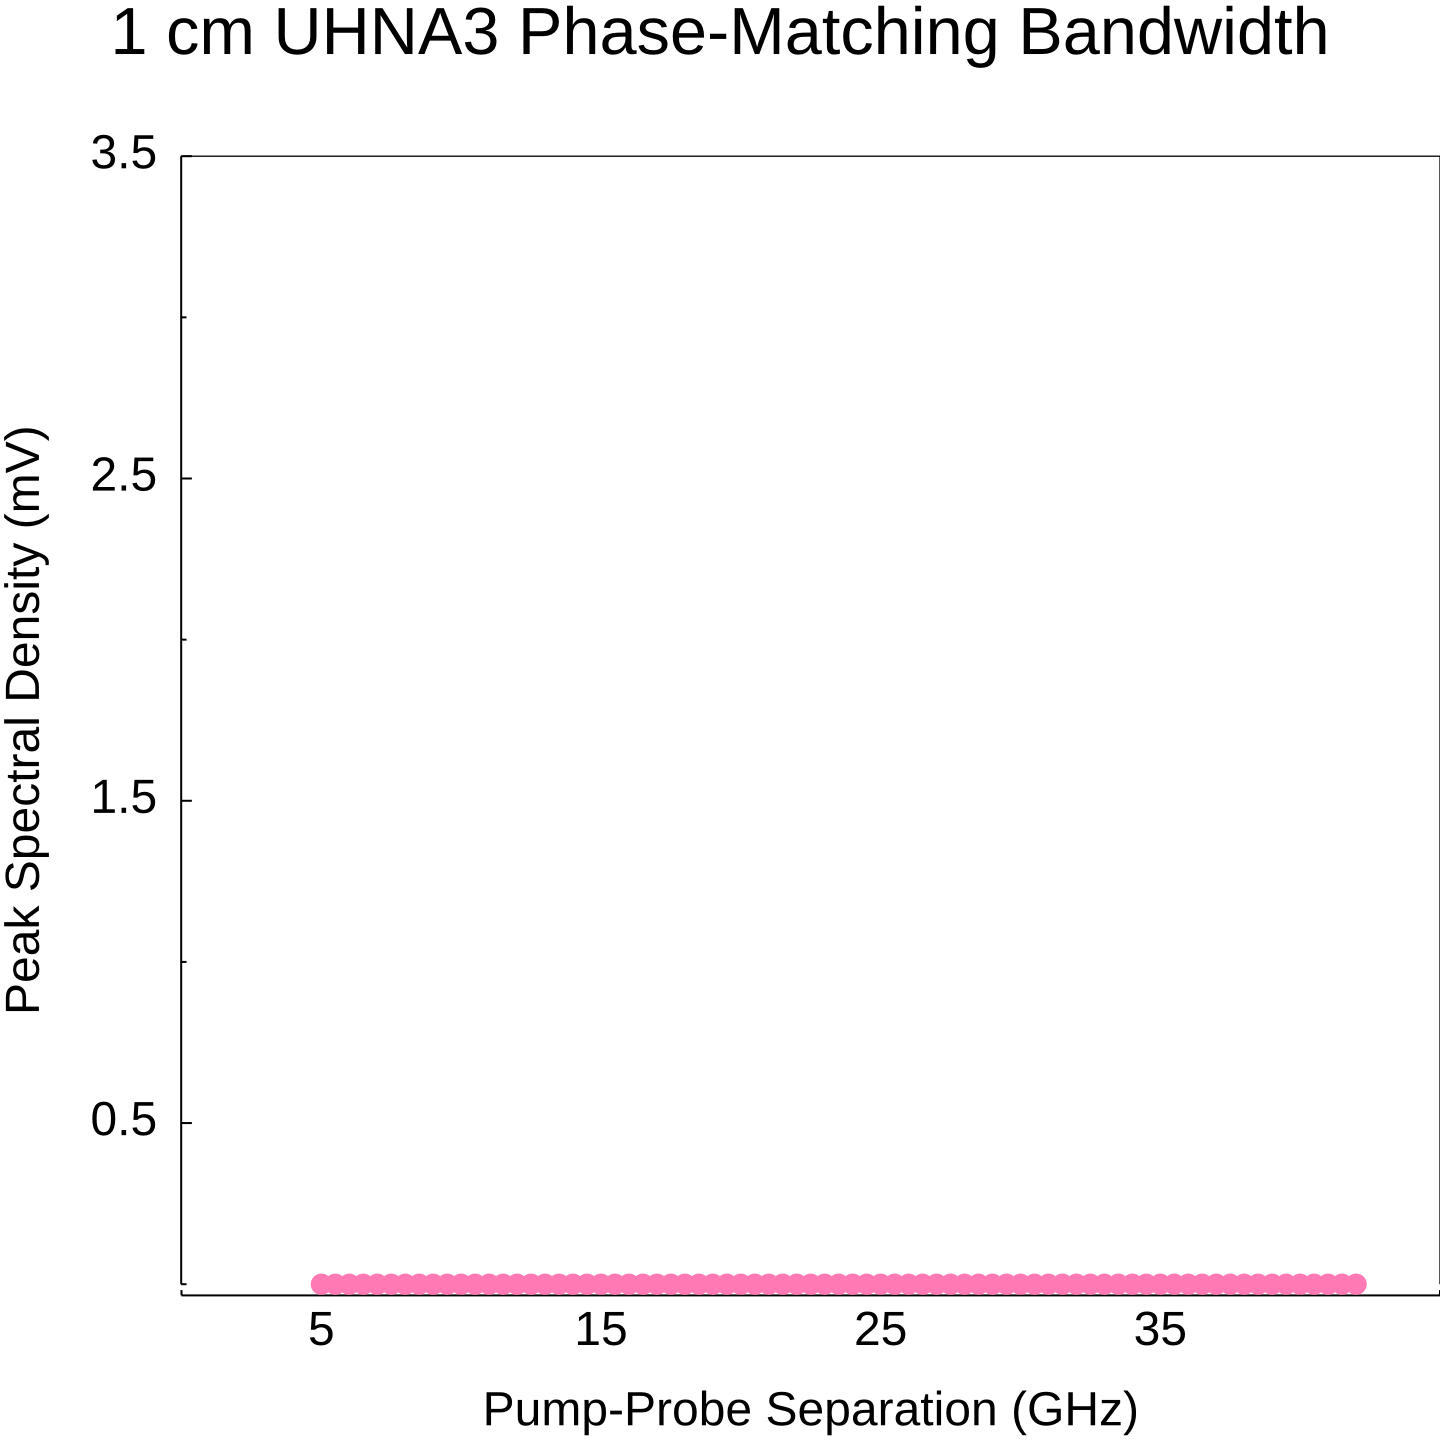 1 cm UHNA3 Phase-Matching Bandwidth
3.5
2.5
1.5
0.5
Peak Spectral Density (mV)
5 15 25 35
Pump-Probe Separation (GHz)